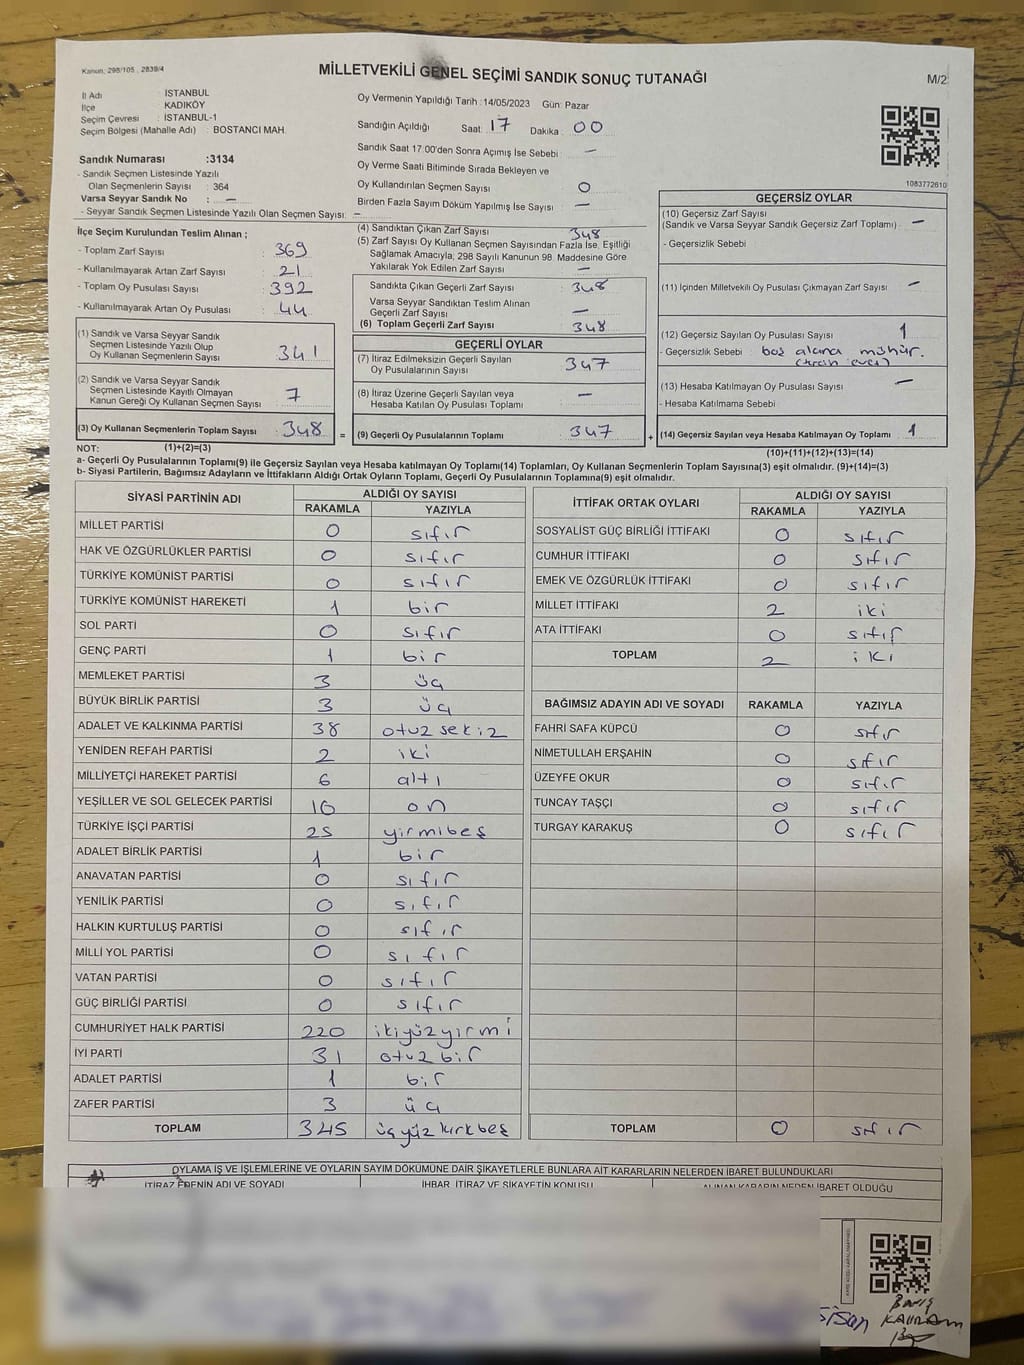 Kanun, 298/105 , 2839/4
MİLLETVEKİLİ GENEL SEÇİMİ SANDIK SONUÇ TUTANAĞI
M/2
İl Adı : İSTANBUL
İlçe : KADIKÖY
Seçim Çevresi : İSTANBUL-1
Seçim Bölgesi (Mahalle Adı) : BOSTANCI MAH.
Sandık Numarası :3134
- Sandık Seçmen Listesinde Yazılı
Olan Seçmenlerin Sayısı : 364
Varsa Seyyar Sandık No : —
- Seyyar Sandık Seçmen Listesinde Yazılı Olan Seçmen Sayısı: —
Oy Vermenin Yapıldığı Tarih : 14/05/2023 Gün: Pazar
Sandığın Açıldığı Saat: 17 Dakika : 00
Sandık Saat 17:00'den Sonra Açımış İse Sebebi : —
Oy Verme Saati Bitiminde Sırada Bekleyen ve
Oy Kullandırılan Seçmen Sayısı : 0
Birden Fazla Sayım Döküm Yapılmış İse Sayısı : —
1083772610
İlçe Seçim Kurulundan Teslim Alınan ;
- Toplam Zarf Sayısı : 369
- Kullanılmayarak Artan Zarf Sayısı : 21
- Toplam Oy Pusulası Sayısı : 392
- Kullanılmayarak Artan Oy Pusulası : 44
(1) Sandık ve Varsa Seyyar Sandık
Seçmen Listesinde Yazılı Olup
Oy Kullanan Seçmenlerin Sayısı : 341
(2) Sandık ve Varsa Seyyar Sandık
Seçmen Listesinde Kayıtlı Olmayan
Kanun Gereği Oy Kullanan Seçmen Sayısı : 7
(3) Oy Kullanan Seçmenlerin Toplam Sayısı : 348
(4) Sandıktan Çıkan Zarf Sayısı : 348
(5) Zarf Sayısı Oy Kullanan Seçmen Sayısından Fazla İse, Eşitliği
Sağlamak Amacıyla; 298 Sayılı Kanunun 98. Maddesine Göre
Yakılarak Yok Edilen Zarf Sayısı : —
Sandıkta Çıkan Geçerli Zarf Sayısı : 348
Varsa Seyyar Sandıktan Teslim Alınan
Geçerli Zarf Sayısı : —
(6) Toplam Geçerli Zarf Sayısı : 348
GEÇERLİ OYLAR
(7) İtiraz Edilmeksizin Geçerli Sayılan
Oy Pusulalarının Sayısı : 347
(8) İtiraz Üzerine Geçerli Sayılan veya
Hesaba Katılan Oy Pusulası Toplamı : —
= (9) Geçerli Oy Pusulalarının Toplamı : 347
GEÇERSİZ OYLAR
(10) Geçersiz Zarf Sayısı
(Sandık ve Varsa Seyyar Sandık Geçersiz Zarf Toplamı) : —
- Geçersizlik Sebebi :
(11) İçinden Milletvekili Oy Pusulası Çıkmayan Zarf Sayısı : —
(12) Geçersiz Sayılan Oy Pusulası Sayısı : 1
- Geçersizlik Sebebi : boş alana mühür.
(13) Hesaba Katılmayan Oy Pusulası Sayısı : —
- Hesaba Katılmama Sebebi :
+ (14) Geçersiz Sayılan veya Hesaba Katılmayan Oy Toplamı : 1
NOT: (1)+(2)=(3)
(10)+(11)+(12)+(13)=(14)
a- Geçerli Oy Pusulasının Toplamı(9) ile Geçersiz Sayılan veya Hesaba katılmayan Oy Toplamı(14) Toplamları, Oy Kullanan Seçmenlerin Toplam Sayısına(3) eşit olmalıdır. (9)+(14)=(3)
b- Siyasi Partilerin, Bağımsız Adayların ve İttifakların Aldığı Ortak Oyların Toplamı, Geçerli Oy Pusulalarının Toplamına(9) eşit olmalıdır.
SİYASİ PARTİNİN ADI ALDIĞI OY SAYISI
RAKAMLA YAZIYLA
MİLLET PARTİSİ 0 sıfır
HAK VE ÖZGÜRLÜKLER PARTİSİ 0 sıfır
TÜRKİYE KOMÜNİST PARTİSİ 0 sıfır
TÜRKİYE KOMÜNİST HAREKETİ 1 bir
SOL PARTİ 0 sıfır
GENÇ PARTİ 1 bir
MEMLEKET PARTİSİ 3 üç
BÜYÜK BİRLİK PARTİSİ 3 üç
ADALET VE KALKINMA PARTİSİ 38 otuz sekiz
YENİDEN REFAH PARTİSİ 2 iki
MİLLİYETÇİ HAREKET PARTİSİ 6 altı
YEŞİLLER VE SOL GELECEK PARTİSİ 10 on
TÜRKİYE İŞÇİ PARTİSİ 25 yirmibeş
ADALET BİRLİK PARTİSİ 1 bir
ANAVATAN PARTİSİ 0 sıfır
YENİLİK PARTİSİ 0 sıfır
HALKIN KURTULUŞ PARTİSİ 0 sıfır
MİLLİ YOL PARTİSİ 0 sıfır
VATAN PARTİSİ 0 sıfır
GÜÇ BİRLİĞİ PARTİSİ 0 sıfır
CUMHURİYET HALK PARTİSİ 220 ikiyüzyirmi
İYİ PARTİ 31 otuz bir
ADALET PARTİSİ 1 bir
ZAFER PARTİSİ 3 üç
TOPLAM 345 üçyüz kırkbeş
İTTİFAK ORTAK OYLARI ALDIĞI OY SAYISI
RAKAMLA YAZIYLA
SOSYALİST GÜÇ BİRLİĞİ İTTİFAKI 0 sıfır
CUMHUR İTTİFAKI 0 sıfır
EMEK VE ÖZGÜRLÜK İTTİFAKI 0 sıfır
MİLLET İTTİFAKI 2 iki
ATA İTTİFAKI 0 sıfır
TOPLAM 2 iki
BAĞIMSIZ ADAYIN ADI VE SOYADI RAKAMLA YAZIYLA
FAHRİ SAFA KÜPCÜ 0 sıfır
NİMETULLAH ERŞAHİN 0 sıfır
ÜZEYFE OKUR 0 sıfır
TUNCAY TAŞÇI 0 sıfır
TURGAY KARAKUŞ 0 sıfır
TOPLAM 0 sıfır
OYLAMA İŞ VE İŞLEMLERİNE VE OYLARIN SAYIM DÖKÜMÜNE DAİR ŞİKAYETLERLE BUNLARA AİT KARARLARIN NELERDEN İBARET BULUNDUKLARI
İTİRAZ EDENİN ADI VE SOYADI İHBAR, İTİRAZ VE ŞİKAYETİN KONUSU ALINAN KARARIN NEDEN İBARET OLDUĞU
Barış